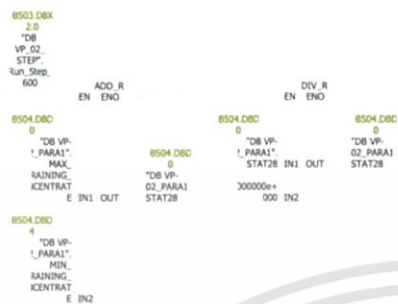 B503.DBX
2.0
"DB
VP_02_
STEP".
Run_Step_
600
ADD_R
EN ENO
DIV_R
EN ENO
B504.DBD
0
"DB VP-
!_PARA1".
MAX_
RAINING_
ICENTRAT
E IN1 OUT
B504.DBD
0
"DB VP-
02_PARA1
STAT28
B504.DBD
0
"DB VP-
!_PARA1".
STAT28 IN1 OUT
000000e+
000 IN2
B504.DBD
0
"DB VP-
02_PARA1
STAT28
B504.DBD
4
"DB VP-
!_PARA1".
MIN_
RAINING_
ICENTRAT
E IN2